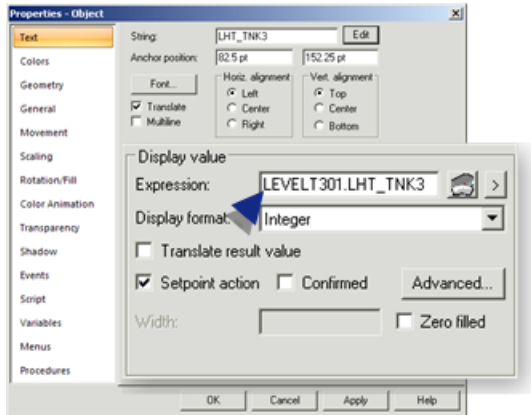 Properties - Object
Text
Colors
Geometry
General
Movement
Scaling
Rotation/Fill
Color Animation
Transparency
Shadow
Events
Script
Variables
Menus
Procedures
String: LHT_TNK3 Edit
Anchor position: 82.5 pt 152.25 pt
Font...
Translate
Multiline
Horiz. alignment
Left
Center
Right
Vert. alignment
Top
Center
Bottom
Display value
Expression: LEVELT301.LHT_TNK3 >
Display format: Integer
Translate result value
Setpoint action Confirmed Advanced...
Width: Zero filled
OK Cancel Apply Help